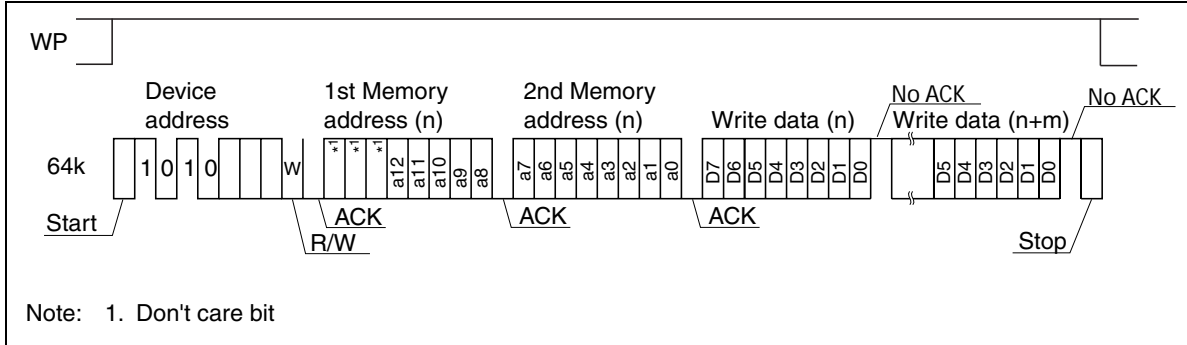 WP
Device address
1st Memory address (n)
2nd Memory address (n)
Write data (n)
No ACK
Write data (n+m)
No ACK
64k
1 0 1 0 W *1 *1 *1 a12 a11 a10 a9 a8 a7 a6 a5 a4 a3 a2 a1 a0 D7 D6 D5 D4 D3 D2 D1 D0 D5 D4 D3 D2 D1 D0
Start
R/W
ACK
ACK
ACK
Stop
Note: 1. Don't care bit